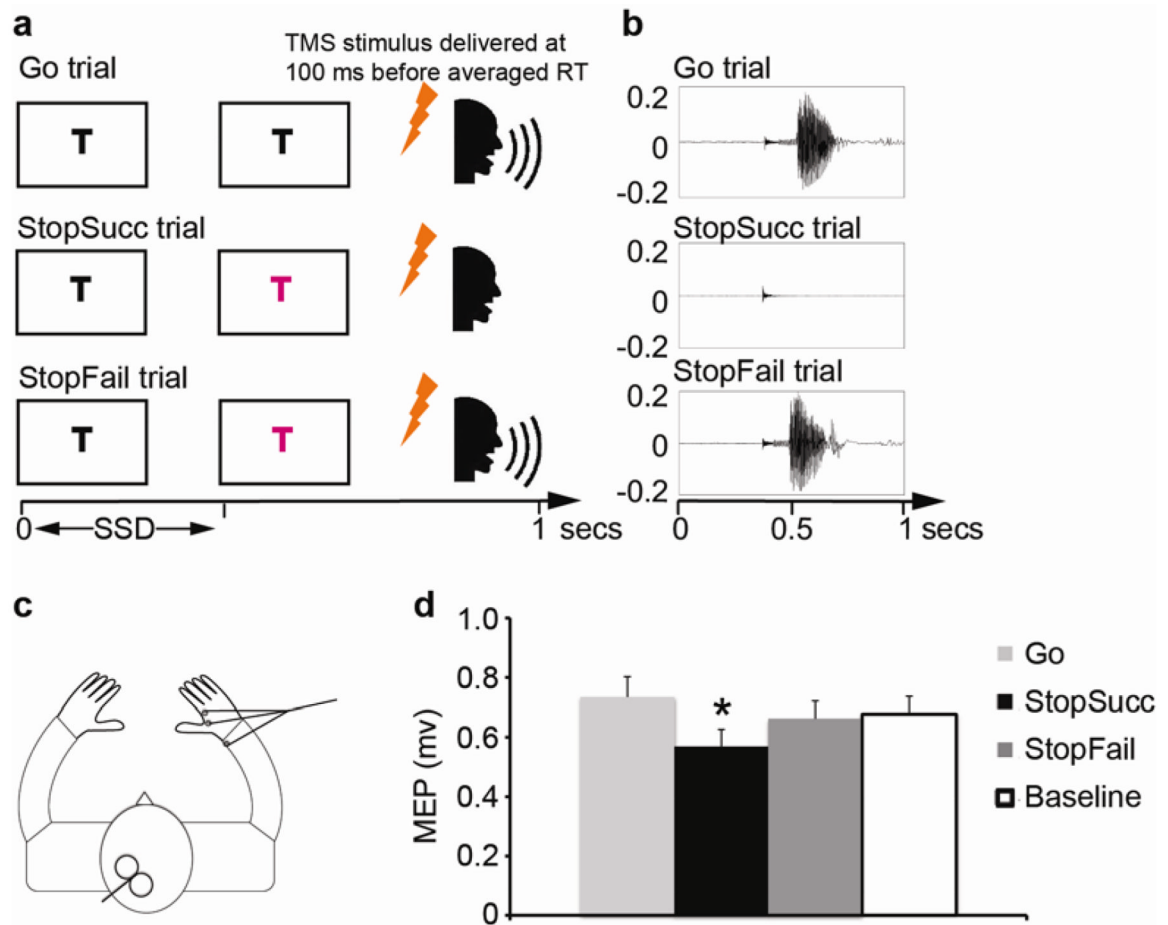 a
TMS stimulus delivered at
100 ms before averaged RT
Go trial
T
T
StopSucc trial
T
T
StopFail trial
T
T
0
SSD
1 secs
b
Go trial
0.2
0
-0.2
StopSucc trial
0.2
0
-0.2
StopFail trial
0.2
0
-0.2
0
0.5
1 secs
c
d
MEP (mv)
1.0
0.8
0.6
0.4
0.2
0
*
Go
StopSucc
StopFail
Baseline